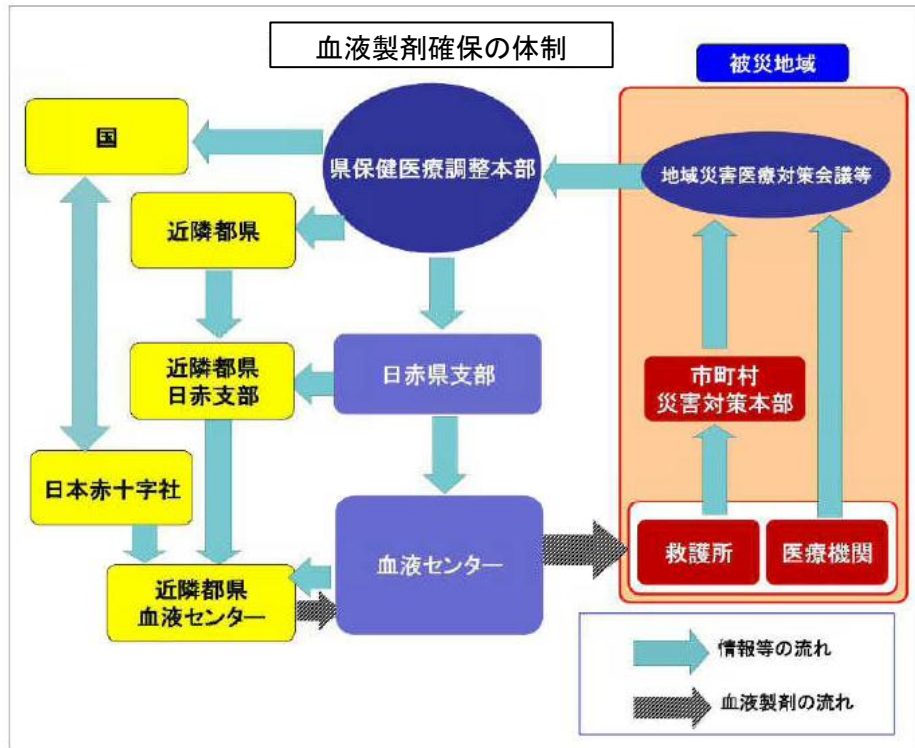 血液製剤確保の体制
被災地域
国
県保健医療調整本部
地域災害医療対策会議等
近隣都県
近隣都県
日赤支部
日赤県支部
市町村
災害対策本部
日本赤十字社
血液センター
救護所
医療機関
近隣都県
血液センター
情報等の流れ
血液製剤の流れ